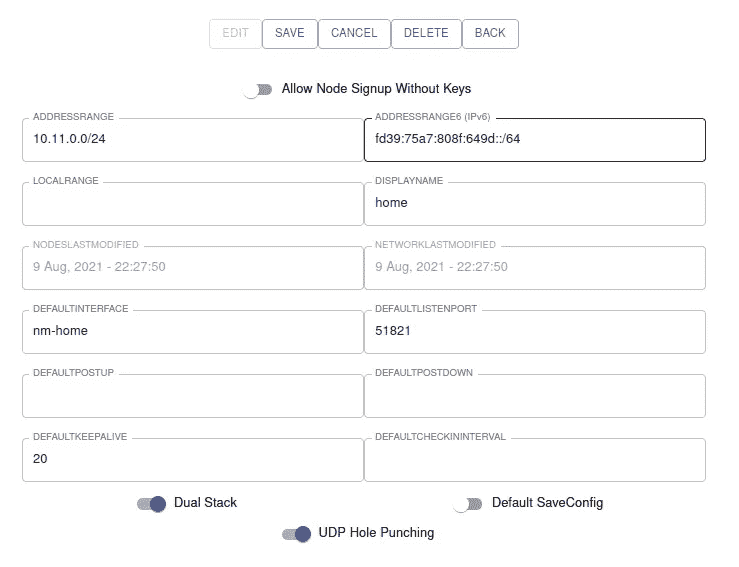 EDIT SAVE CANCEL DELETE BACK
Allow Node Signup Without Keys
ADDRESSRANGE ADDRESSRANGE6 (IPv6)
10.11.0.0/24 fd39:75a7:808f:649d::/64
LOCALRANGE DISPLAYNAME
home
NODESLASTMODIFIED NETWORKLASTMODIFIED
9 Aug, 2021 - 22:27:50 9 Aug, 2021 - 22:27:50
DEFAULTINTERFACE DEFAULTLISTENPORT
nm-home 51821
DEFAULTPOSTUP DEFAULTPOSTDOWN
DEFAULTKEEPALIVE DEFAULTCHECKININTERVAL
20
Dual Stack Default SaveConfig
UDP Hole Punching